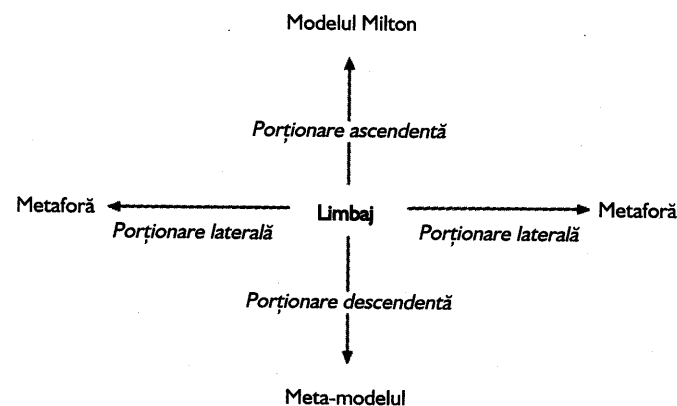 Modelul Milton
Porționare ascendentă
Metaforă
Limbaj
Metaforă
Porționare laterală
Porționare laterală
Porționare descendentă
Meta-modelul